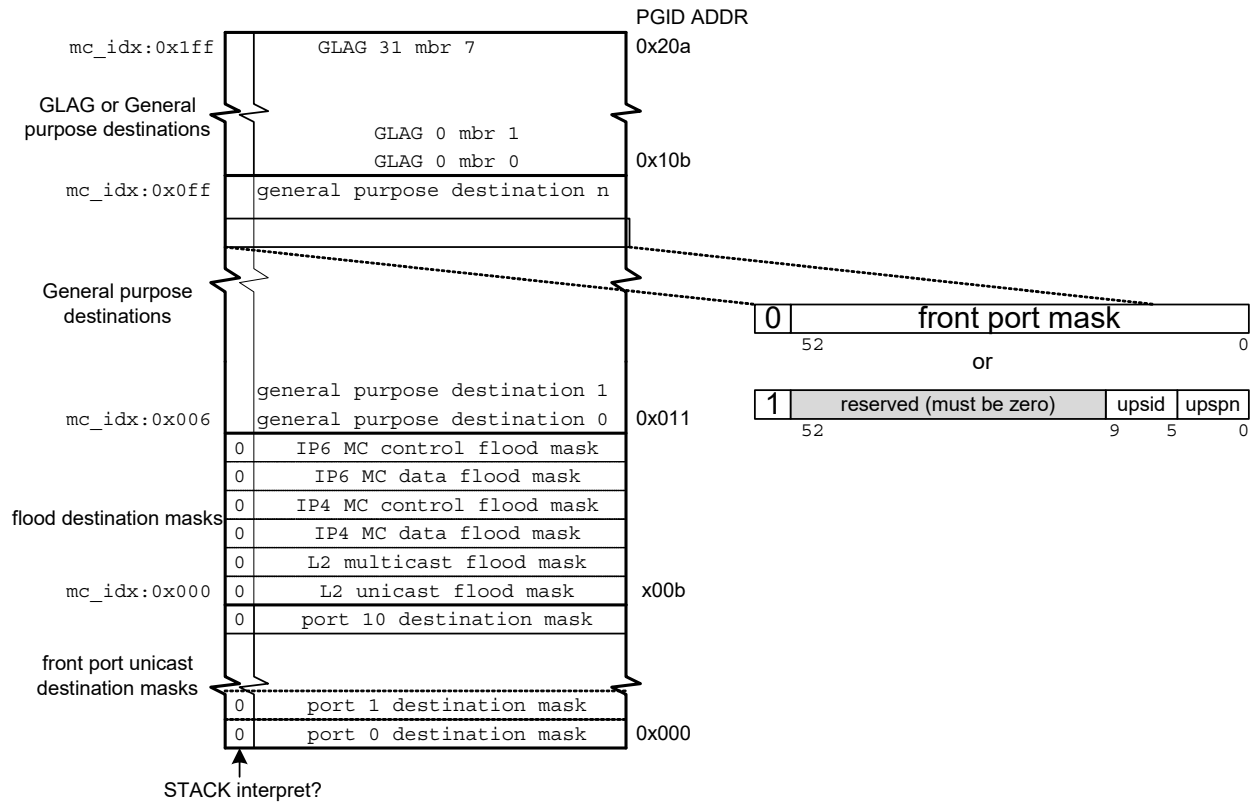 PGID ADDR
mc_idx:0x1ff GLAG 31 mbr 7 0x20a
GLAG or General
purpose destinations
GLAG 0 mbr 1
GLAG 0 mbr 0 0x10b
mc_idx:0x0ff general purpose destination n
General purpose
destinations
0 front port mask
52 0
or
1 reserved (must be zero) upsid upspn
52 9 5 0
general purpose destination 1
mc_idx:0x006 general purpose destination 0 0x011
0 IP6 MC control flood mask
0 IP6 MC data flood mask
0 IP4 MC control flood mask
flood destination masks
0 IP4 MC data flood mask
0 L2 multicast flood mask
mc_idx:0x000 0 L2 unicast flood mask x00b
0 port 10 destination mask
front port unicast
destination masks
0 port 1 destination mask
0 port 0 destination mask 0x000
STACK interpret?